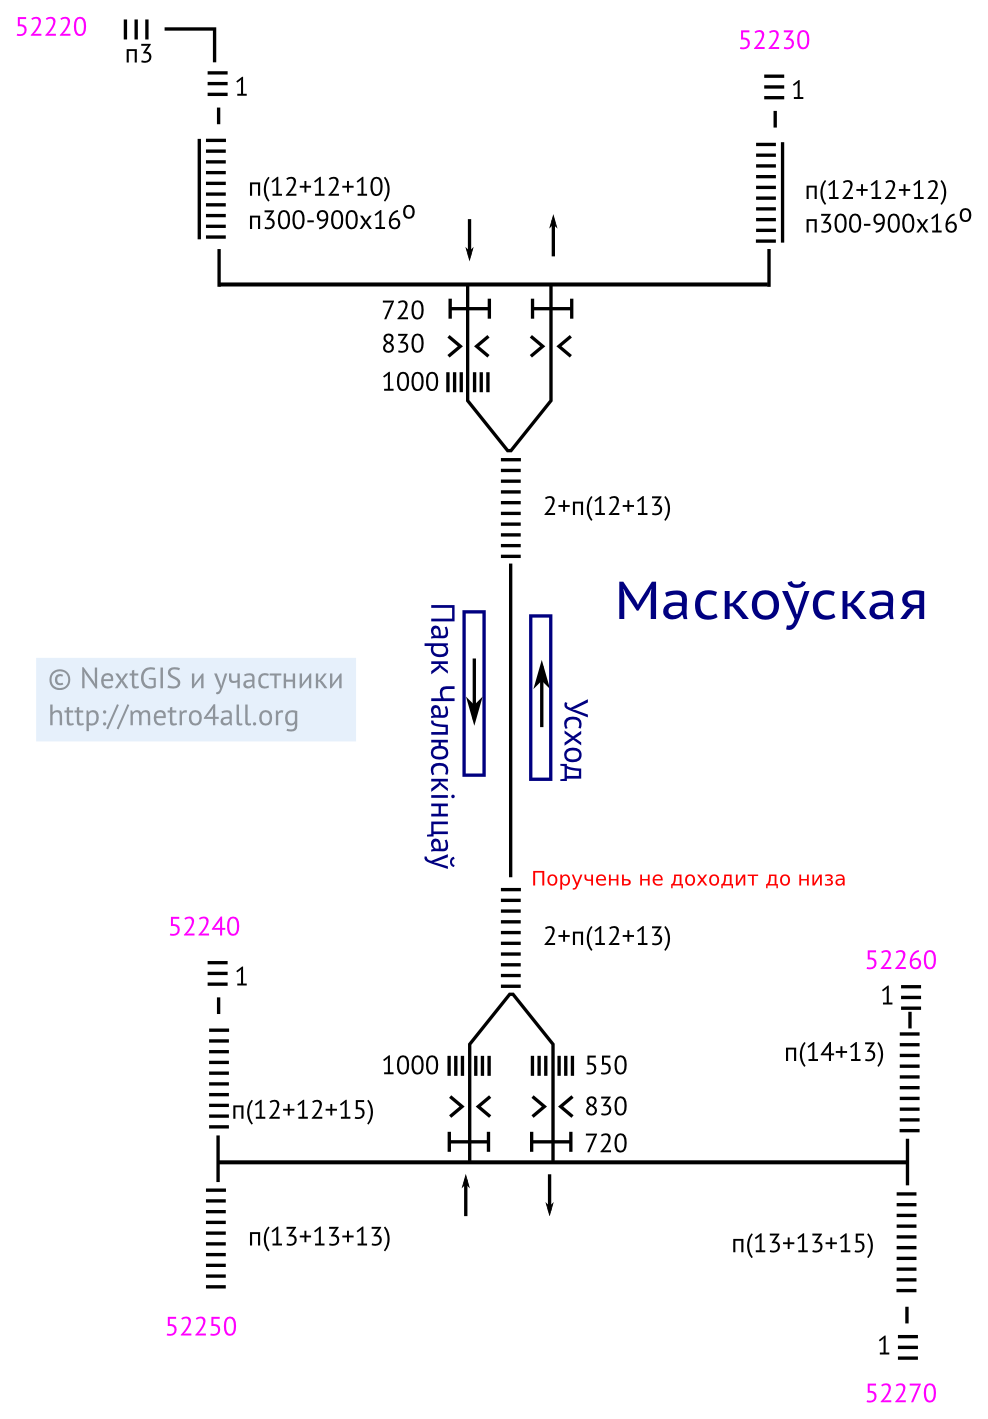 52220
п3
52230
1
1
п(12+12+10)
п300-900x16º
п(12+12+12)
п300-900x16º
720
830
1000
2+п(12+13)
Маскоўская
Парк Чалюскінцаў
Усход
© NextGIS и участники
http://metro4all.org
Поручень не доходит до низа
52240
2+п(12+13)
52260
1
1
п(14+13)
1000
550
п(12+12+15)
830
720
п(13+13+13)
п(13+13+15)
52250
1
52270